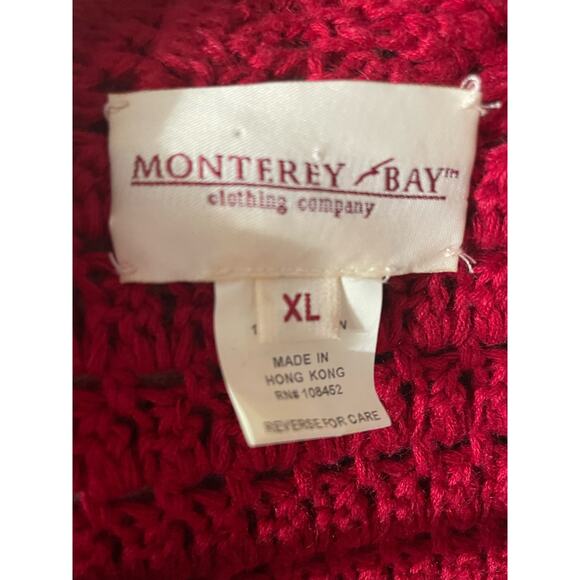 MONTEREY BAY™
clothing company
XL
MADE IN
HONG KONG
RN# 108452
REVERSE FOR CARE